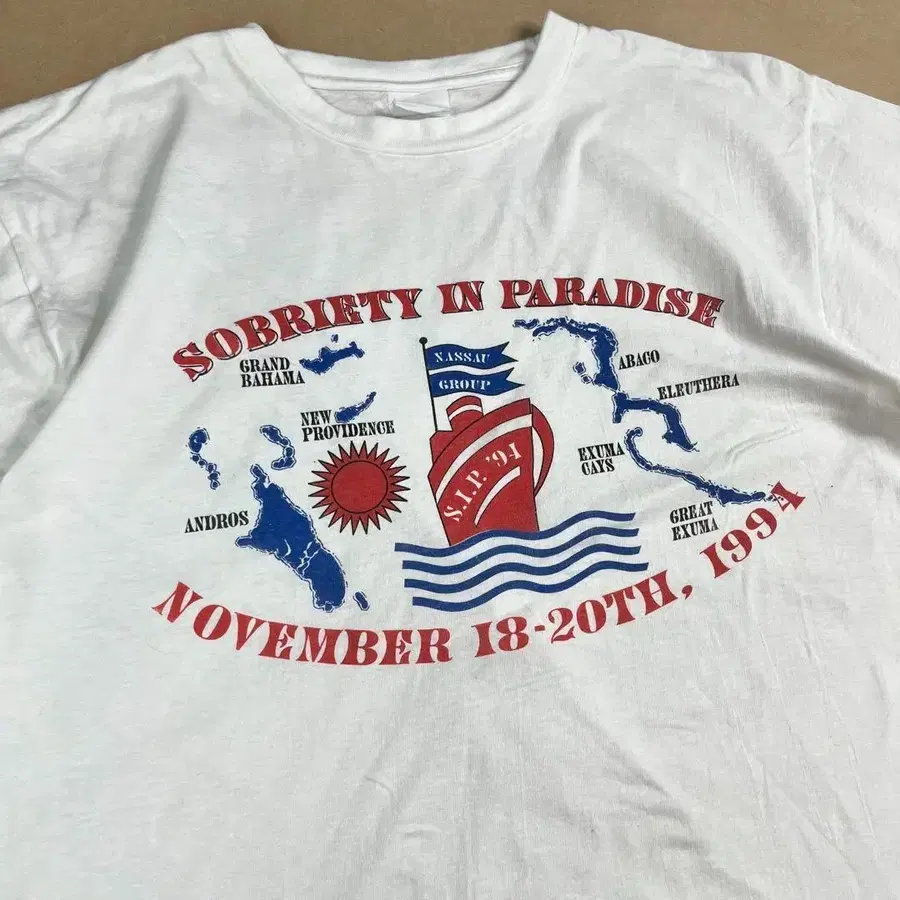 SOBRIETY IN PARADISE
GRAND
BAHAMA
NEW
PROVIDENCE
ANDROS
NASSAU
GROUP
S.I.P. '94
ABACO
ELEUTHERA
EXUMA
CAYS
GREAT
EXUMA
NOVEMBER 18-20TH, 1994